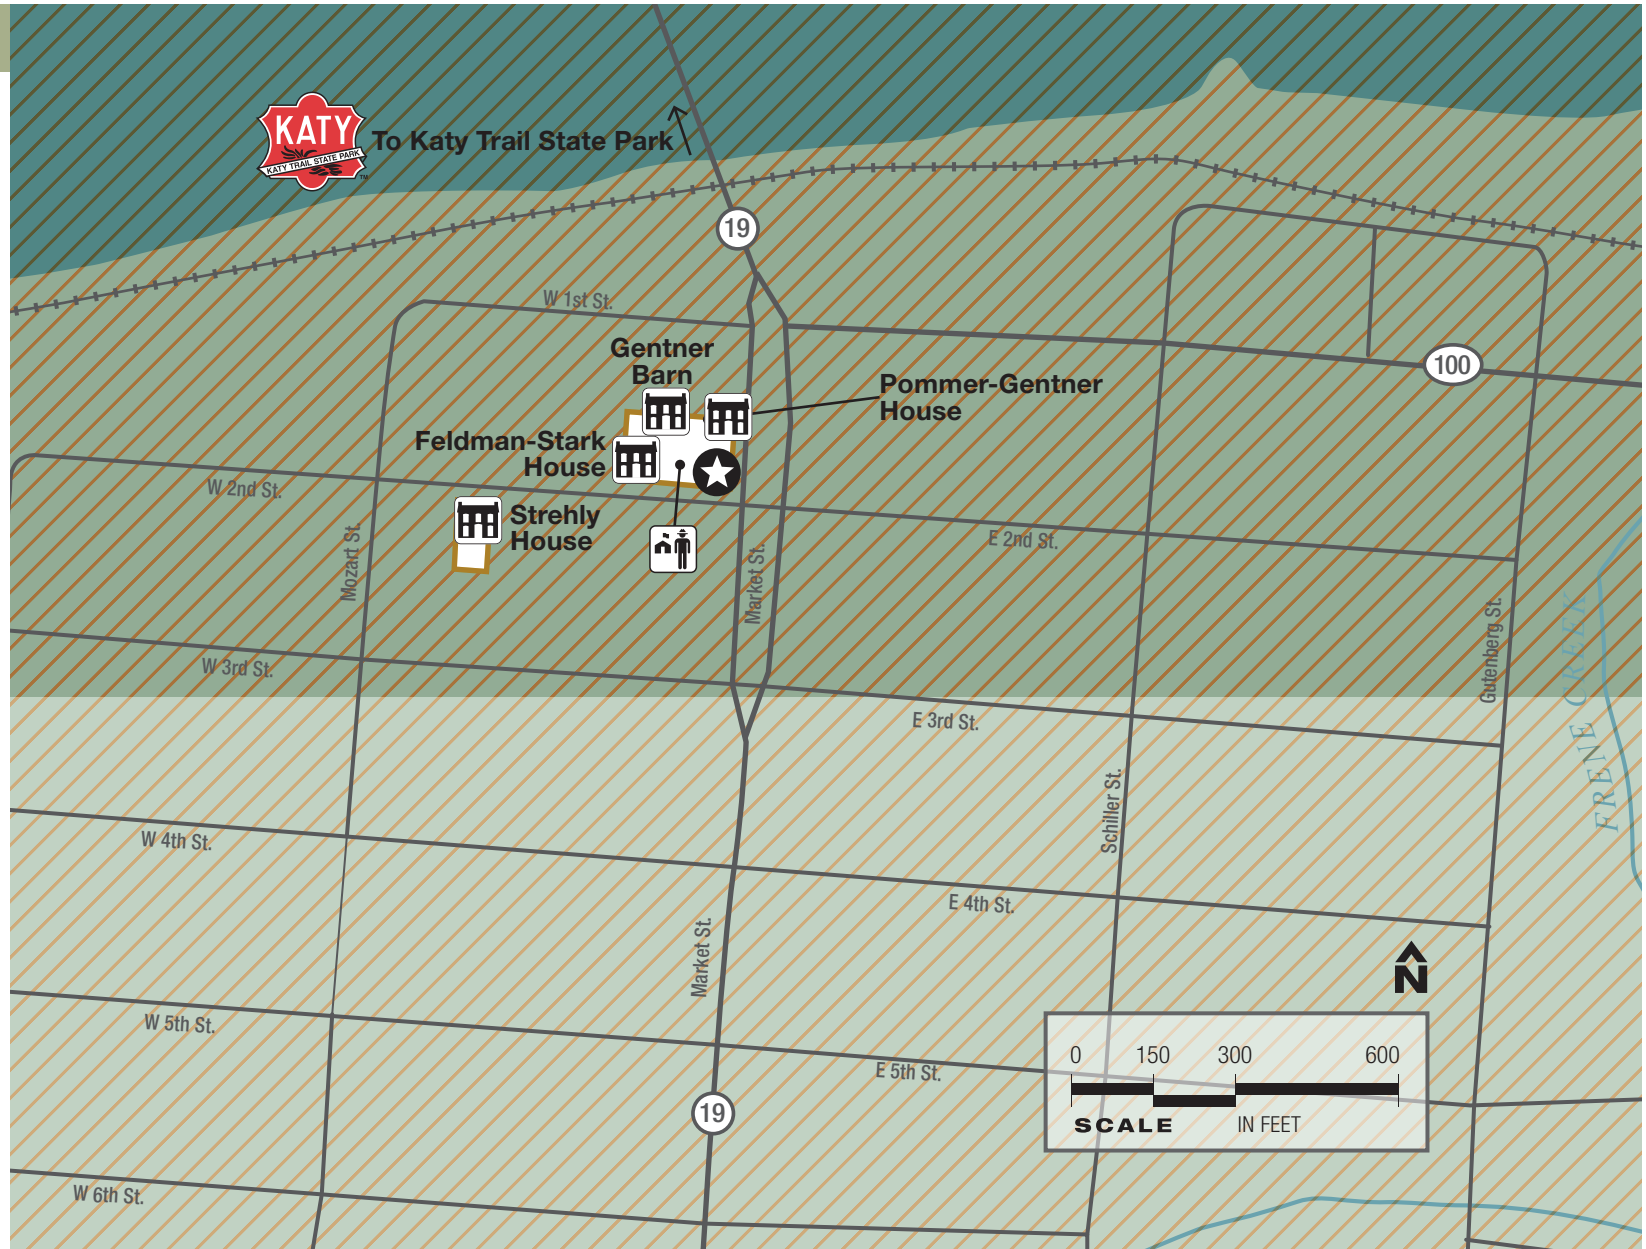 KATY
KATY TRAIL STATE PARK
TM
To Katy Trail State Park
19
W 1st St.
Gentner
Barn
100
Pommer-Gentner
House
Feldman-Stark
House
W 2nd St.
Strehly
House
E 2nd St.
Mozart St.
Market St.
Gutenberg St.
FRENE CREEK
W 3rd St.
E 3rd St.
Schiller St.
W 4th St.
E 4th St.
Market St.
N
W 5th St.
E 5th St.
0 150 300 600
SCALE IN FEET
19
W 6th St.